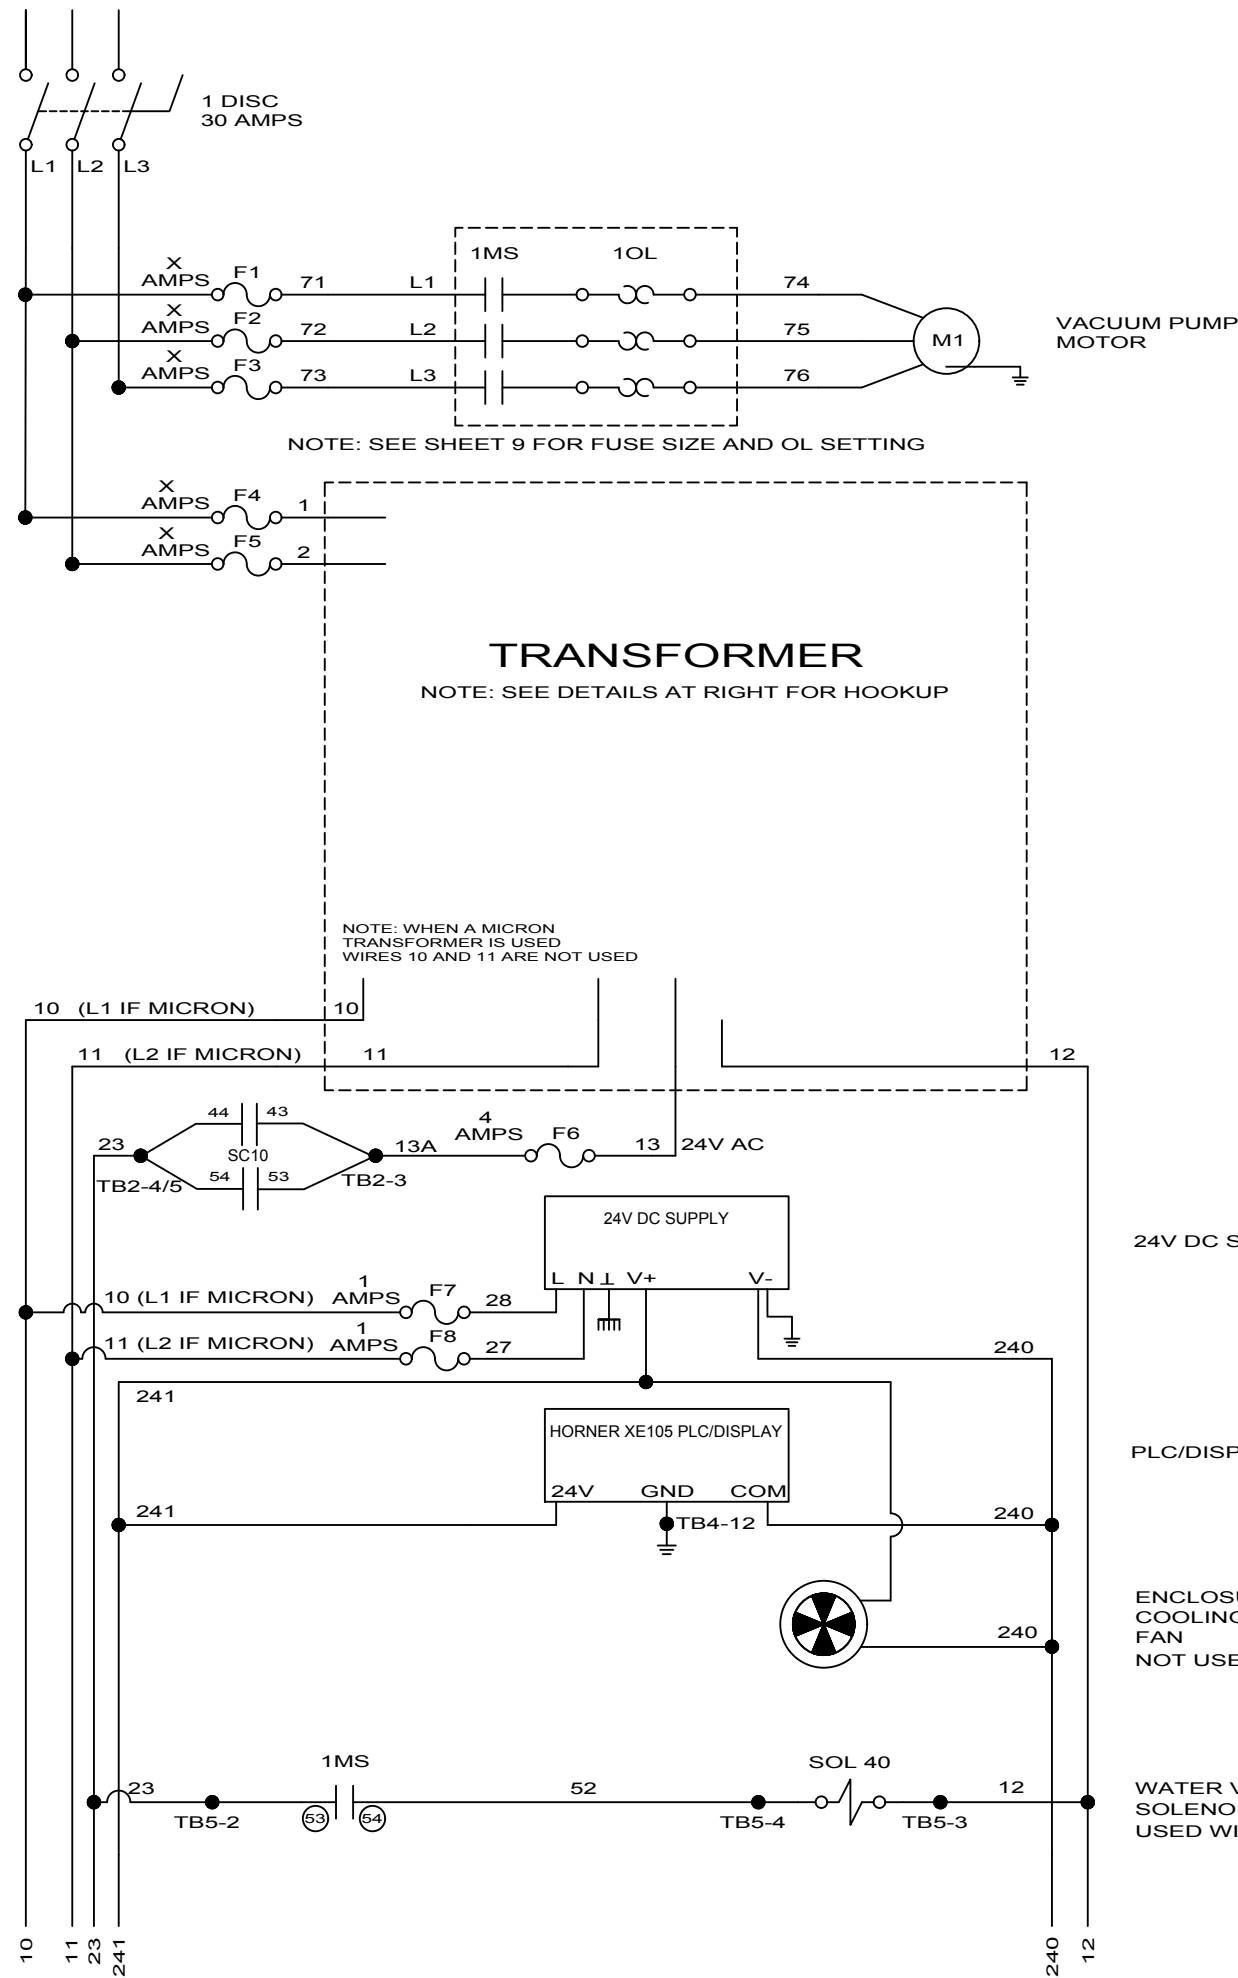 1 DISC
30 AMPS
L1 L2 L3
1MS 1OL
X
AMPS F1 71 L1 74
X
AMPS F2 72 L2 75 M1
VACUUM PUMP
MOTOR
X
AMPS F3 73 L3 76
NOTE: SEE SHEET 9 FOR FUSE SIZE AND OL SETTING
X
AMPS F4 1
X
AMPS F5 2
TRANSFORMER
NOTE: SEE DETAILS AT RIGHT FOR HOOKUP
NOTE: WHEN A MICRON
TRANSFORMER IS USED
WIRES 10 AND 11 ARE NOT USED
10 (L1 IF MICRON) 10
11 (L2 IF MICRON) 11 12
44 43
4
AMPS F6
23 SC10 13A 13 24V AC
54 53
TB2-4/5 TB2-3
24V DC SUPPLY
24V DC S
L N V+ V-
10 (L1 IF MICRON) 1
AMPS F7 28
11 (L2 IF MICRON) 1
AMPS F8 27 240
241
HORNER XE105 PLC/DISPLAY
PLC/DISP
24V GND COM
241 TB4-12 240
ENCLOSU
COOLING
FAN
NOT USE
240
1MS SOL 40
23 52 12
TB5-2 53 54 TB5-4 TB5-3
WATER V
SOLENO
USED WI
10 11 23 241 240 12